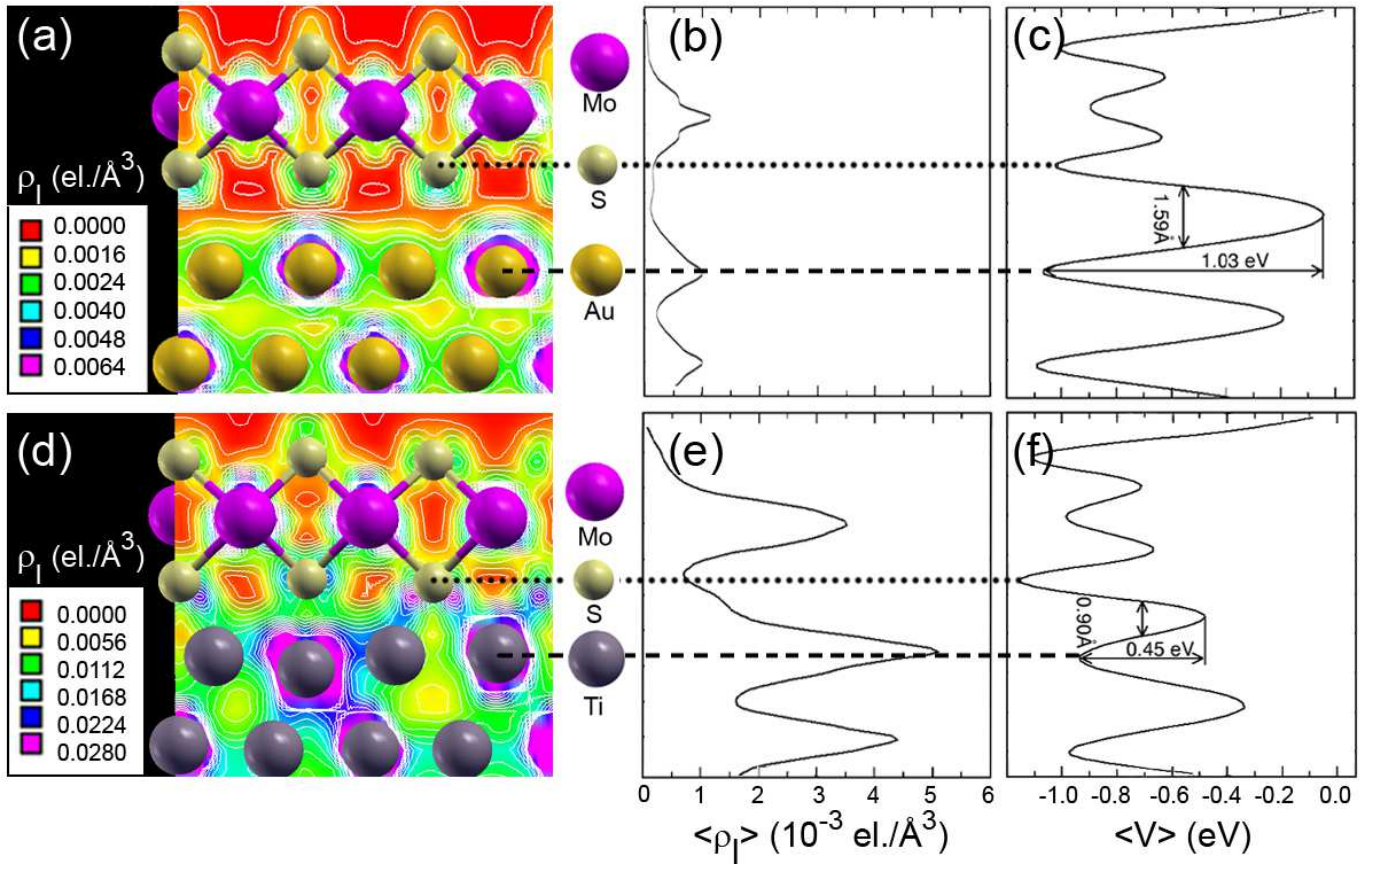 (a)
ρl (el./Å3)
0.0000
0.0016
0.0024
0.0040
0.0048
0.0064
Mo
S
Au
(b)
(c)
1.59Å
1.03 eV
(d)
ρl (el./Å3)
0.0000
0.0056
0.0112
0.0168
0.0224
0.0280
Mo
S
Ti
(e)
(f)
0.90Å
0.45 eV
0 1 2 3 4 5 6
<ρl> (10-3 el./Å3)
-1.0 -0.8 -0.6 -0.4 -0.2 0.0
<V> (eV)